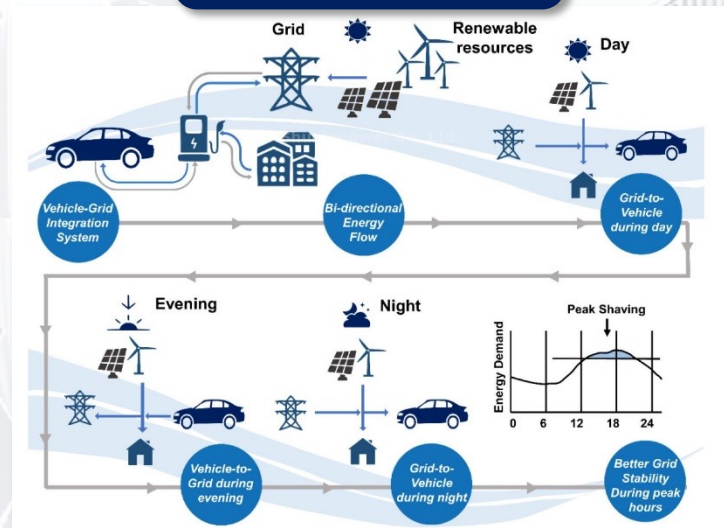 Grid
Renewable
resources
Day
Vehicle-Grid
Integration
System
Bi-directional
Energy
Flow
Grid-to-
Vehicle
during day
Evening
Night
Peak Shaving
Energy Demand
0 6 12 18 24
Vehicle-to-
Grid during
evening
Grid-to-
Vehicle
during night
Better Grid
Stability
During peak
hours